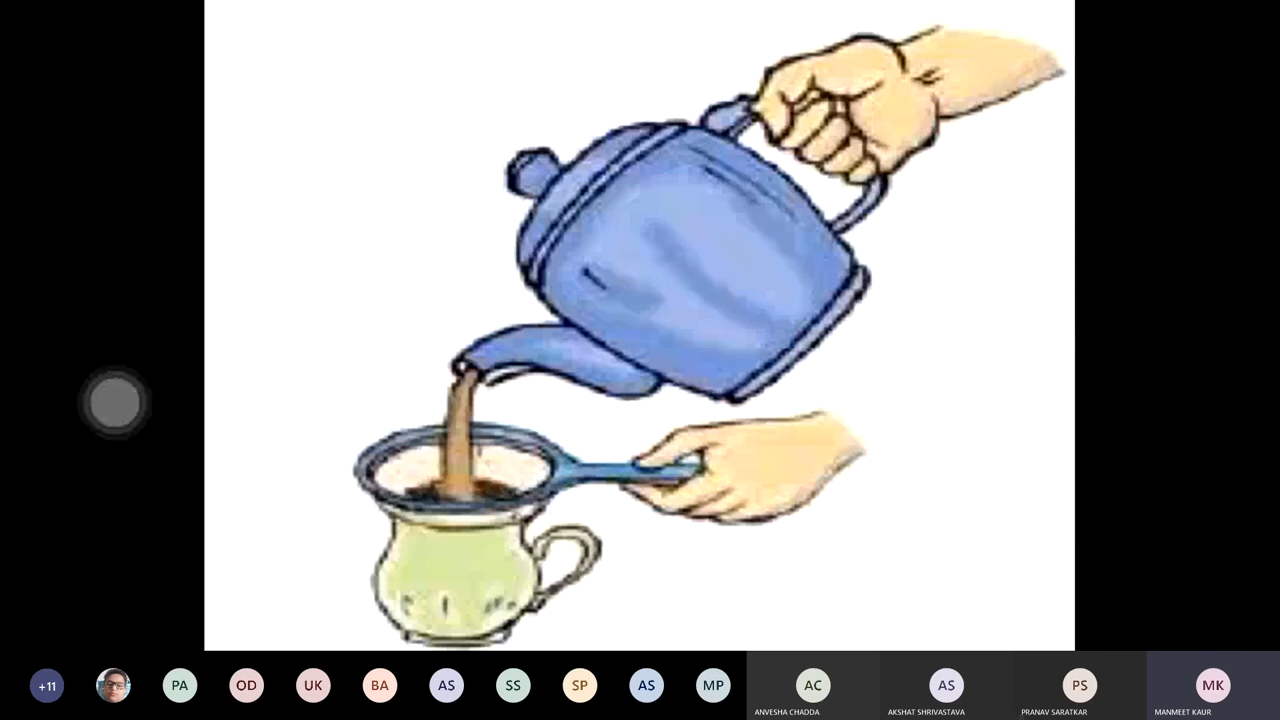 +11 PA OD UK BA AS SS SP AS MP AC AS PS MK
ANVESHA CHADDA AKSHAT SHRIVASTAVA PRANAV SARATKAR MANMEET KAUR